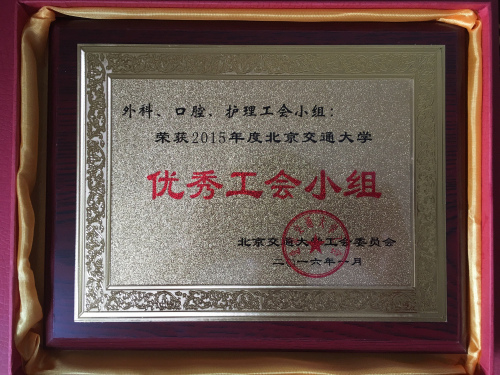 外科、口腔、护理工会小组：
荣获2015年度北京交通大学
优秀工会小组
北京交通大学工会委员会
二〇一六年一月